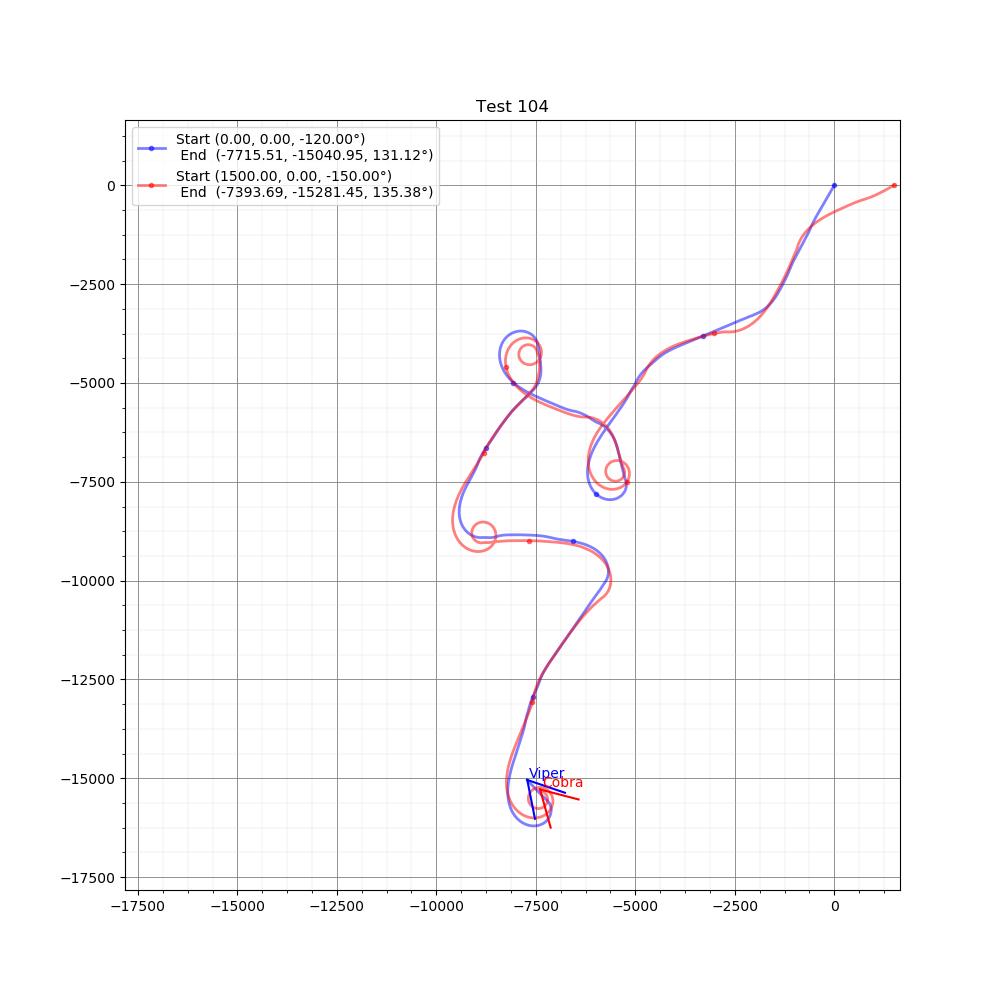 Test 104
Start (0.00, 0.00, -120.00°)
End (-7715.51, -15040.95, 131.12°)
Start (1500.00, 0.00, -150.00°)
End (-7393.69, -15281.45, 135.38°)
0
−2500
−5000
−7500
−10000
−12500
−15000
−17500
Viper
Cobra
−17500 −15000 −12500 −10000 −7500 −5000 −2500 0